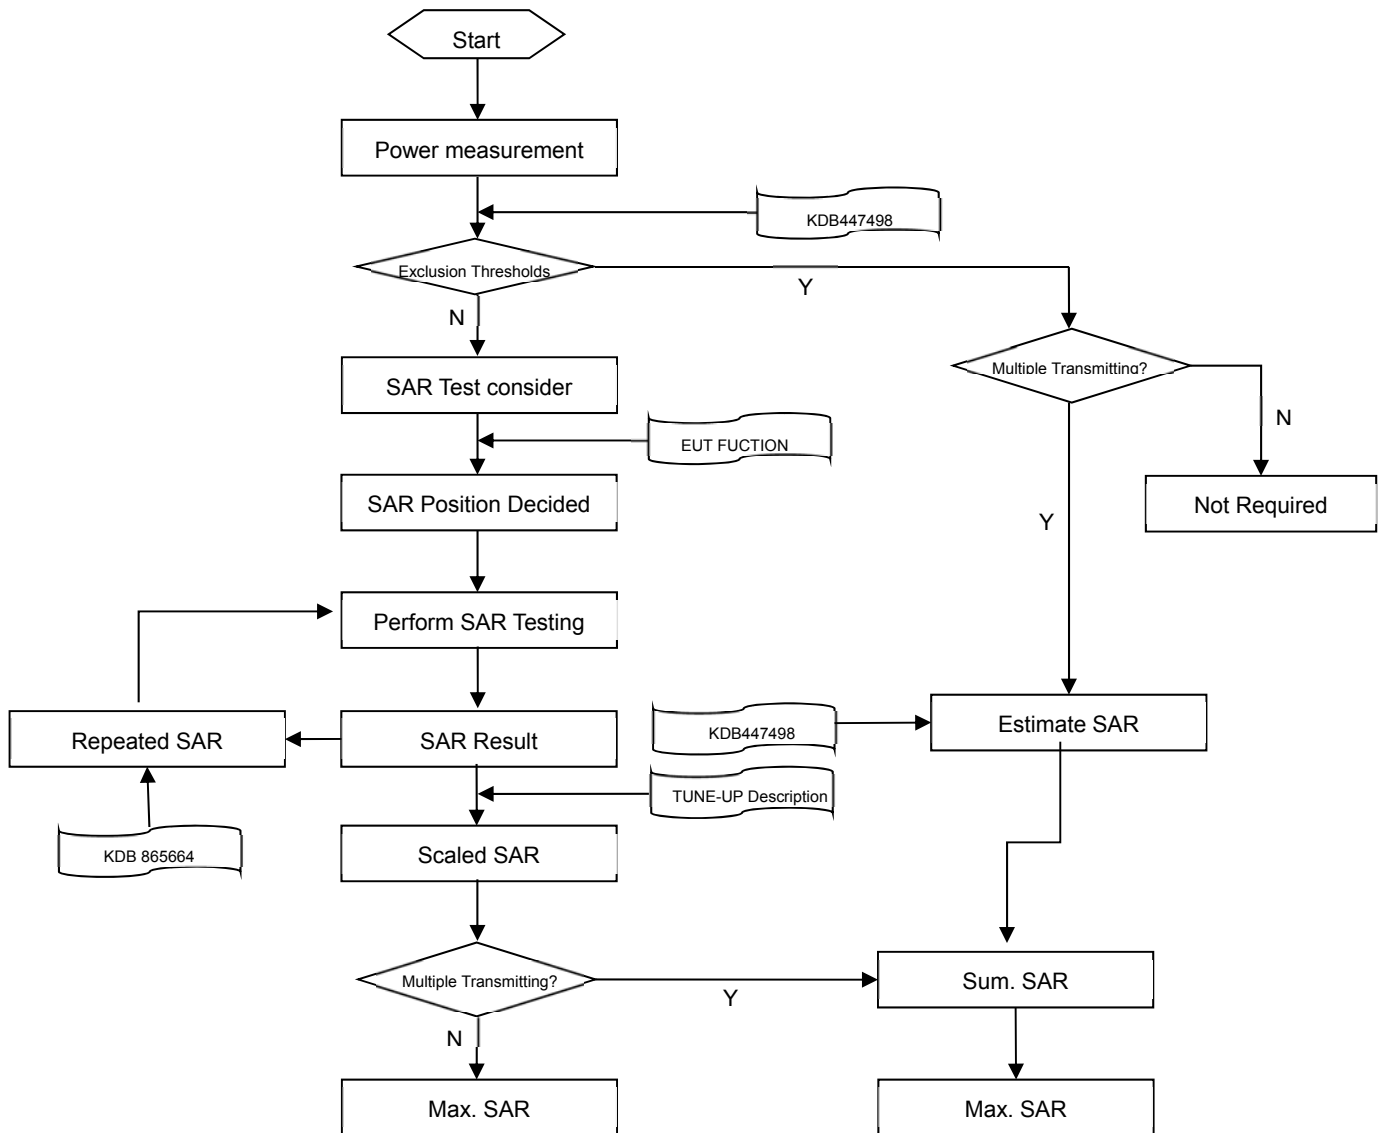 Start
Power measurement
KDB447498
Exclusion Thresholds
Y
N
Multiple Transmitting?
SAR Test consider
N
EUT FUCTION
SAR Position Decided
Not Required
Y
Perform SAR Testing
Repeated SAR
SAR Result
KDB447498
Estimate SAR
TUNE-UP Description
KDB 865664
Scaled SAR
Multiple Transmitting?
Y
Sum. SAR
N
Max. SAR
Max. SAR